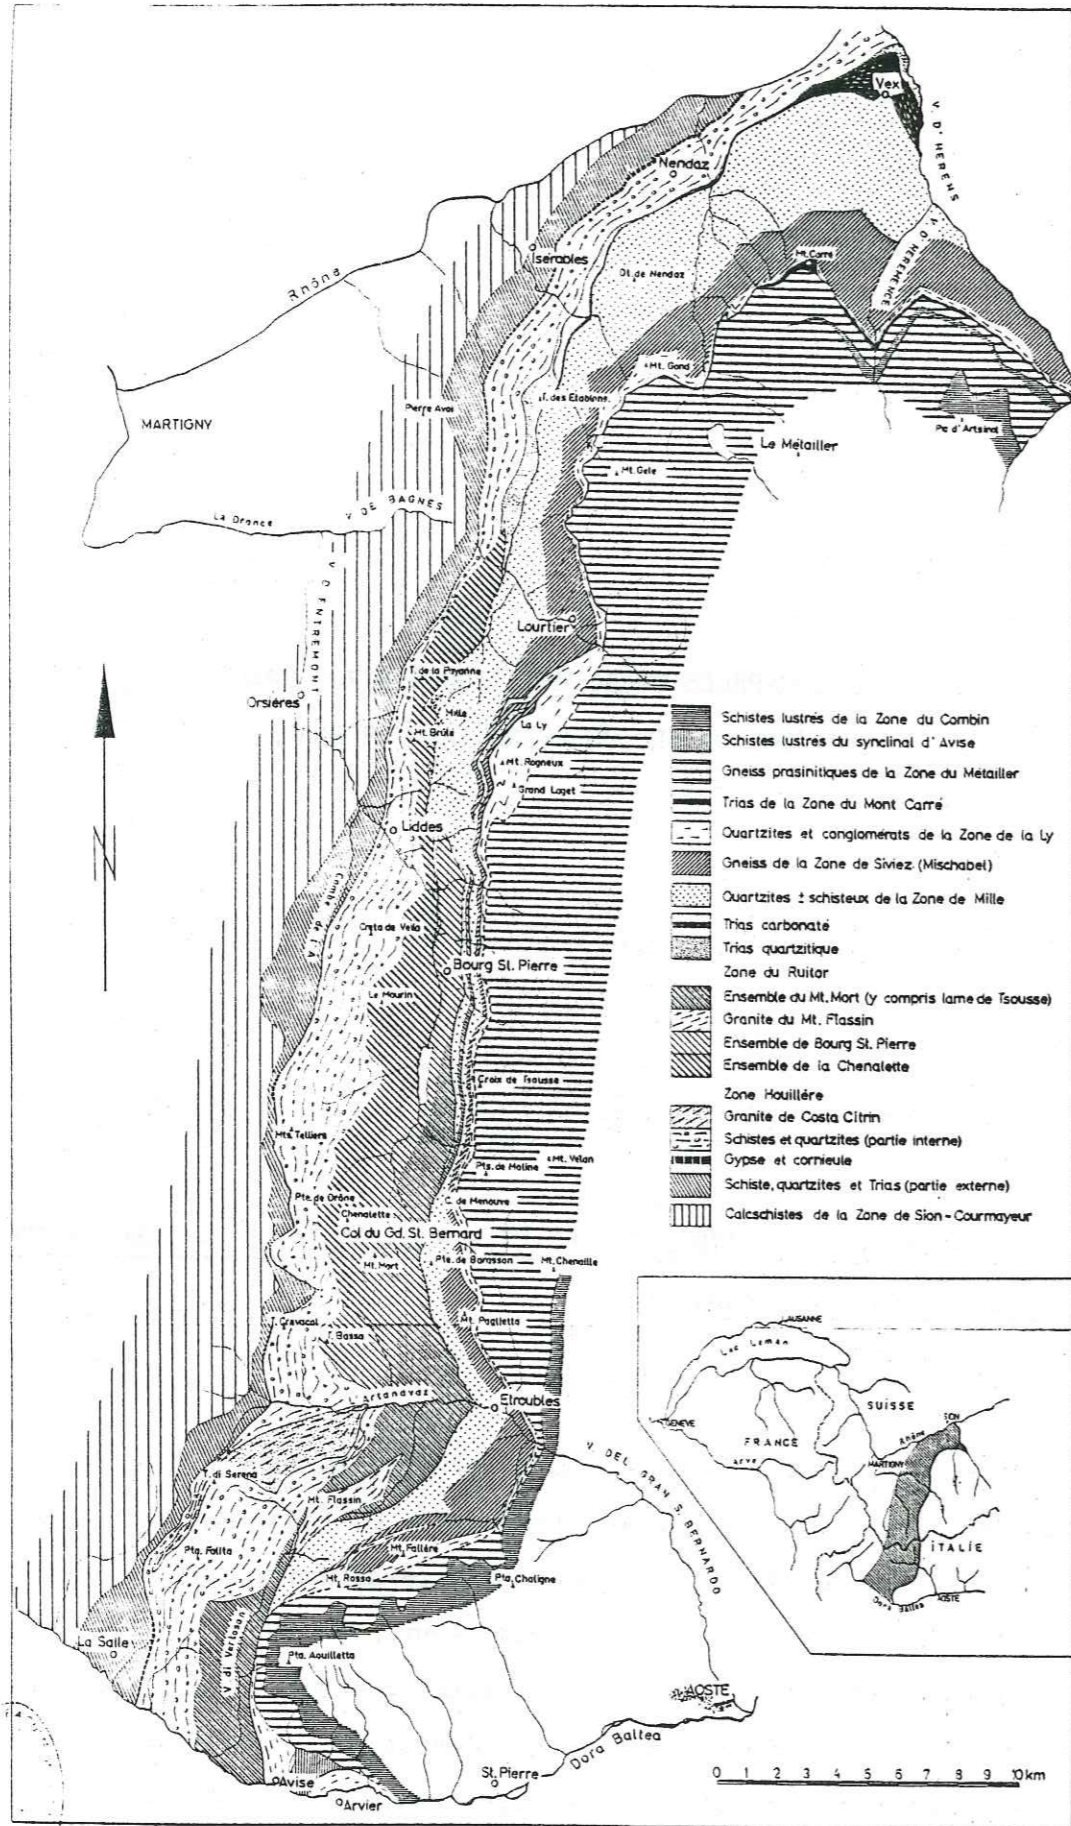 Vex
V. D'HERENS
Nendaz
V. D'HEREMENCE
Isérables
Mt. Carré
Dt. de Nendaz
Rhône
Mt. Gond
T. des Etablons.
Pierre Avoi
MARTIGNY
Pc d'Artsinol
Le Métailler
Mt. Gele
V. DE BAGNES
La Drance
V. D'ENTREMONT
Lourtier
T. de la Payanne
Orsières
Mille
Mt. Brûlé
La Ly
Mt. Rogneux
Grand Laget
Liddes
Combe de l'A
Creta de Vella
Bourg St. Pierre
Le Mourin
Croix de Tsousse
Mts. Telliers
Mt. Vélan
Pts. de Moline
Pte. de Drône
C. de Menouve
Chenalette
Col du Gd. St. Bernard
Mt. Mort
Pte. de Barasson
Mt. Chenaille
Mt. Paglietta
T. Crevacol
T. Bassa
L'Artanavaz
Etroubles
V. DEL GRAN S. BERNARDO
T. di Serena
Mt. Flassin
Pta. Failita
Mt. Fallère
Mt. Rosso
Pta. Chaligne
La Salle
V. di Vertosan
Pta. Aouilletta
AOSTE
Dora Baltea
St. Pierre
Avise
Arvier
N
Schistes lustrés de la Zone du Combin
Schistes lustrés du synclinal d'Avise
Gneiss prasinitiques de la Zone du Métailler
Trias de la Zone du Mont Carré
Quartzites et conglomérats de la Zone de la Ly
Gneiss de la Zone de Siviez (Mischabel)
Quartzites ± schisteux de la Zone de Mille
Trias carbonaté
Trias quartzitique
Zone du Ruitor
Ensemble du Mt. Mort (y compris lame de Tsousse)
Granite du Mt. Flassin
Ensemble de Bourg St. Pierre
Ensemble de la Chenalette
Zone Houillére
Granite de Costa Citrin
Schistes et quartzites (partie interne)
Gypse et cornieule
Schiste, quartzites et Trias (partie externe)
Calcschistes de la Zone de Sion-Courmayeur
LAUSANNE
Lac Leman
SUISSE
GENEVE
FRANCE
Rhône
SION
Arve
MARTIGNY
ITALIE
Dora Baltea
AOSTE
0 1 2 3 4 5 6 7 8 9 10 km